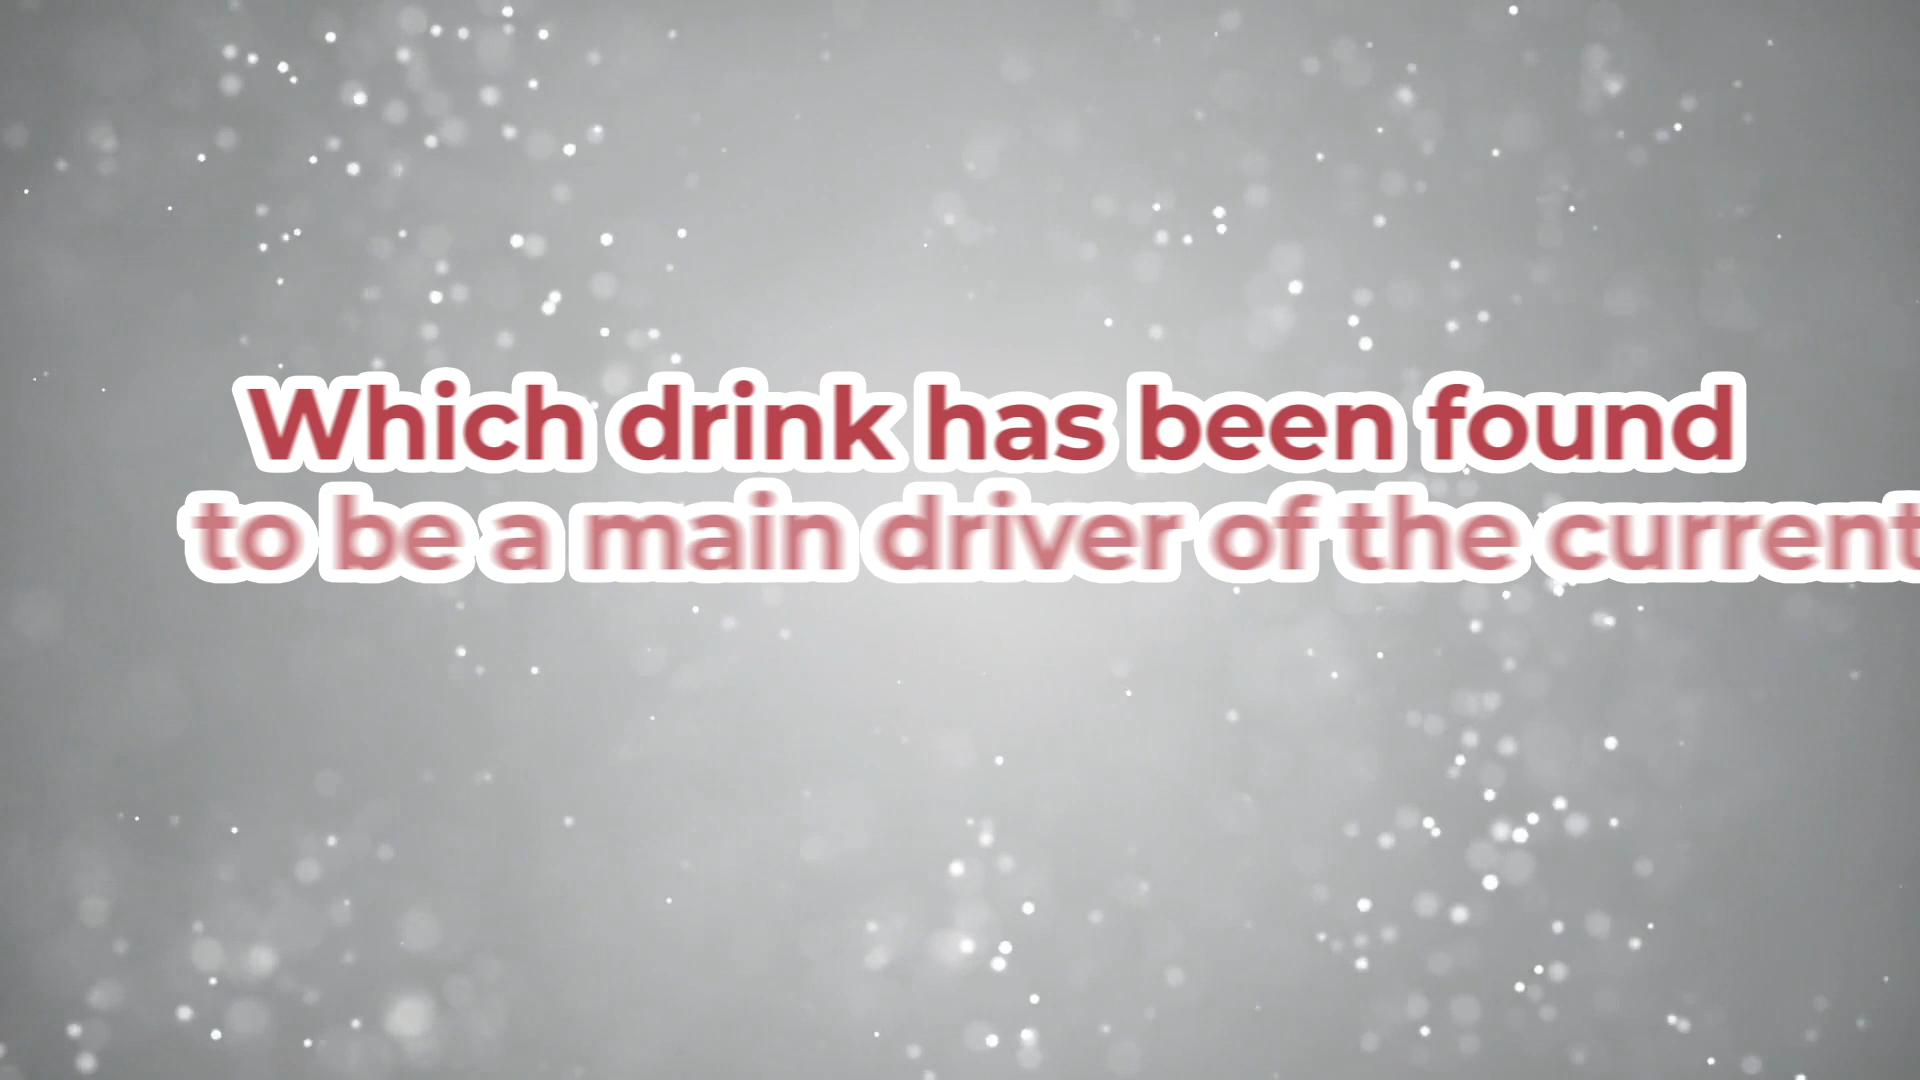 Which drink has been found
to be a main driver of the current